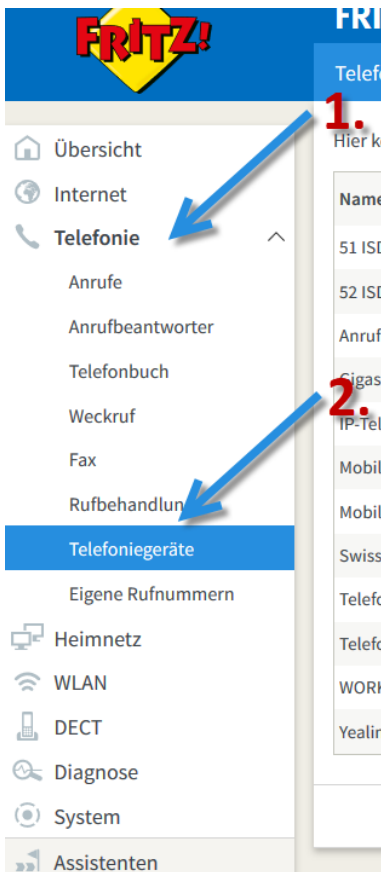 FRITZ!
Telef
1.
Hier k
Übersicht
Internet
Name
Telefonie
51 ISD
Anrufe
52 ISD
Anrufbeantworter
Anruf
Telefonbuch
Gigas
2.
Weckruf
IP-Tel
Fax
Mobil
Rufbehandlun
Mobil
Telefoniegeräte
Swiss
Eigene Rufnummern
Telefo
Heimnetz
Telefo
WLAN
WORK
DECT
Yealin
Diagnose
System
Assistenten